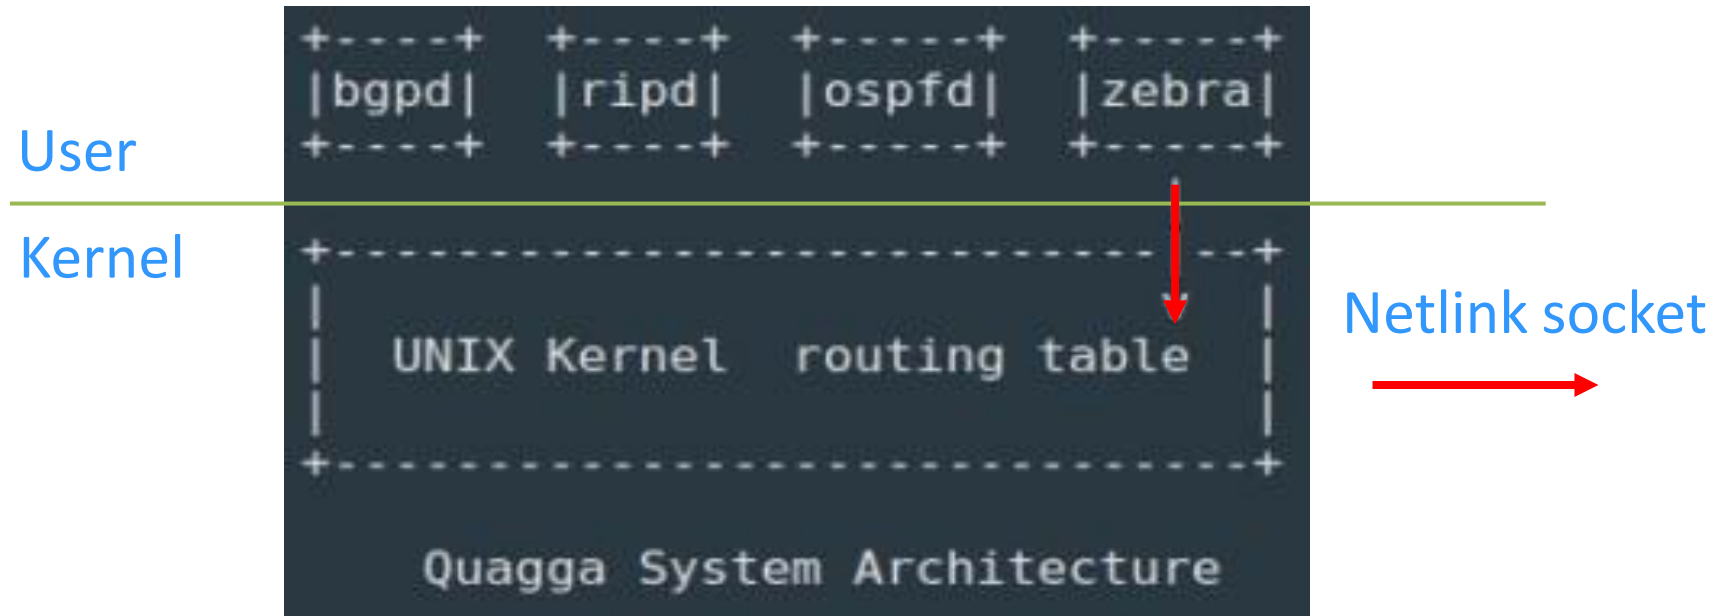 +----+  +----+  +-----+  +-----+
|bgpd|  |ripd|  |ospfd|  |zebra|
+----+  +----+  +-----+  +-----+
User
Kernel
+---------------------------|--+
|                              |
|  UNIX Kernel  routing table  |
|                              |
+------------------------------+
Netlink socket
Quagga System Architecture